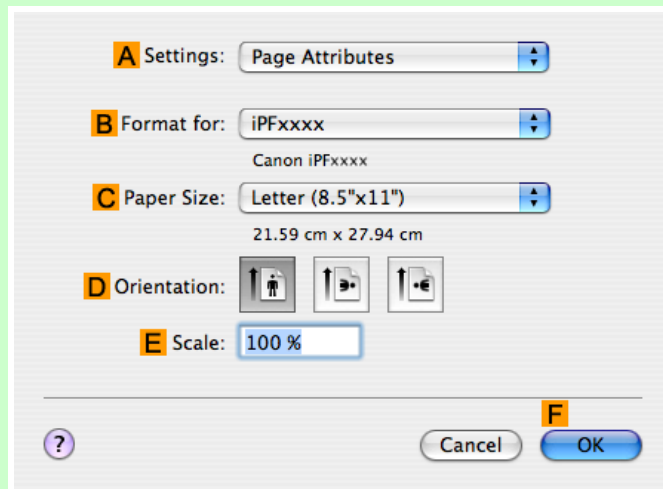 A Settings: Page Attributes
B Format for: iPFxxxx
Canon iPFxxxx
C Paper Size: Letter (8.5"x11")
21.59 cm x 27.94 cm
D Orientation:
E Scale: 100 %
F
? Cancel OK